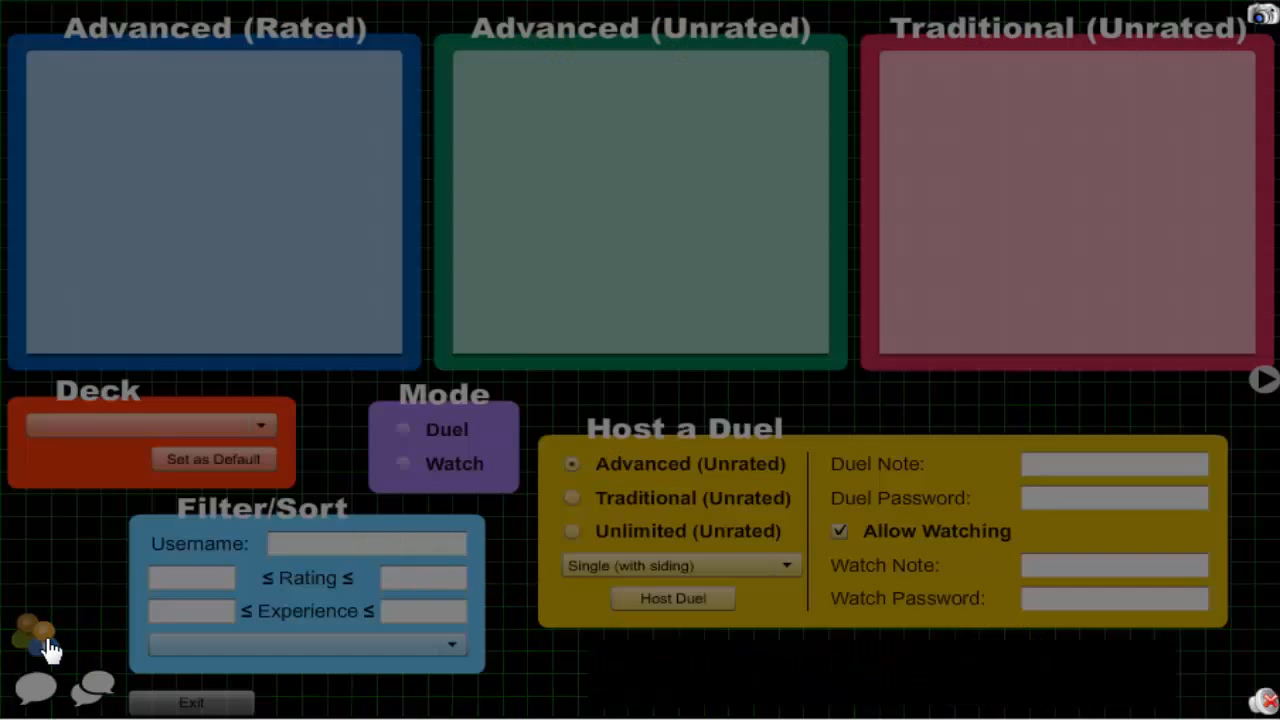 Advanced (Rated)
Advanced (Unrated)
Traditional (Unrated)
Deck
Set as Default
Mode
Duel
Watch
Host a Duel
Advanced (Unrated)
Traditional (Unrated)
Unlimited (Unrated)
Single (with siding)
Host Duel
Duel Note:
Duel Password:
Allow Watching
Watch Note:
Watch Password:
Filter/Sort
Username:
≤ Rating ≤
≤ Experience ≤
Exit